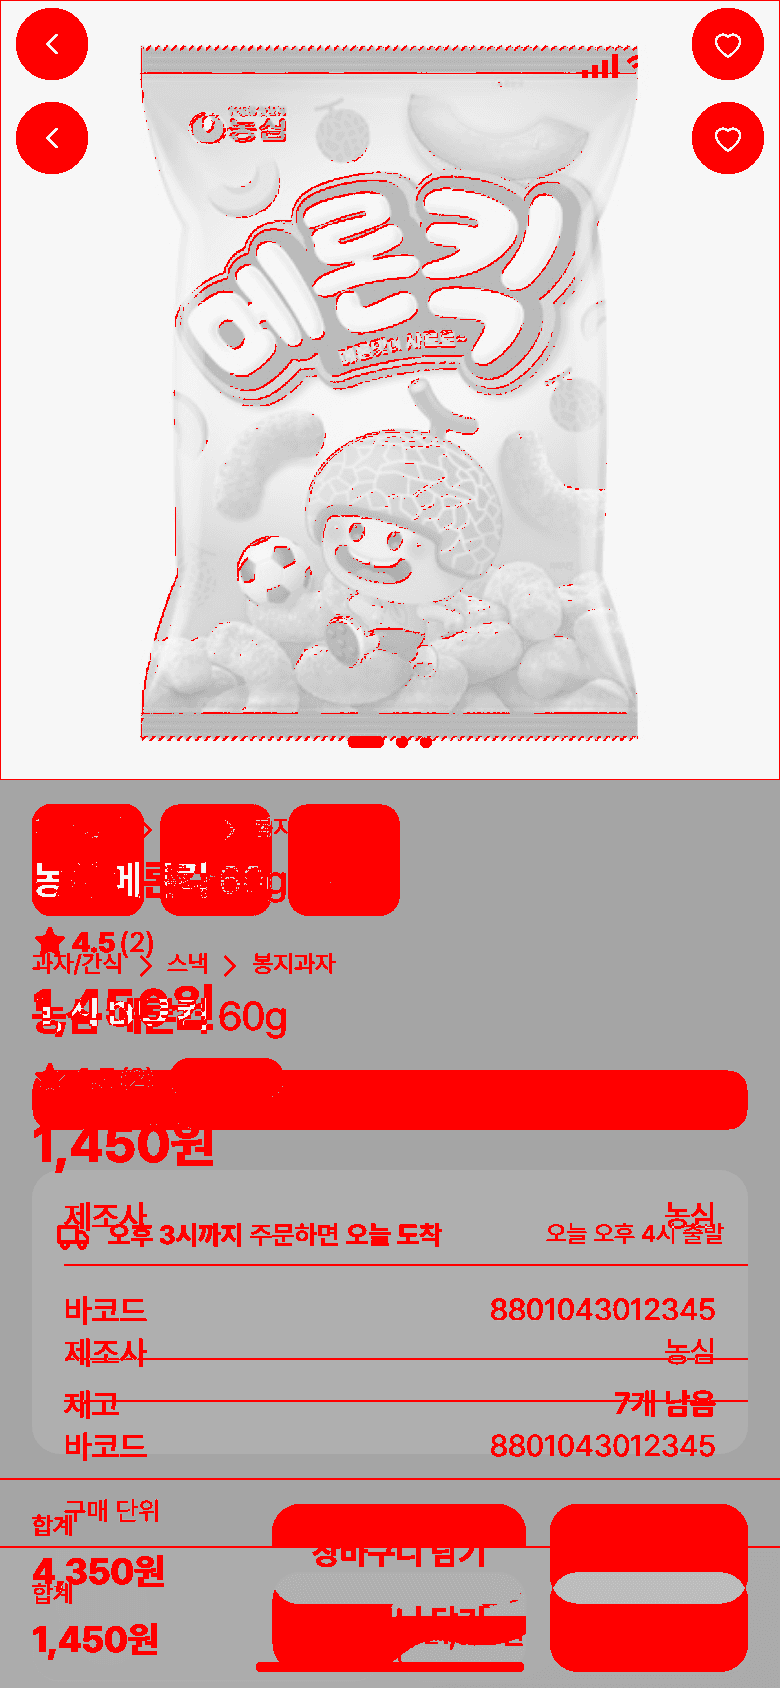 농심
메론킥
4.5 (2)
과자/간식 > 스낵 > 봉지과자
60g
1,450원
제조사 농심
오후 3시까지 주문하면 오늘 도착 오늘 오후 4시 출발
바코드 8801043012345
제조사 농심
재고 7개 남음
바코드 8801043012345
구매 단위
합계
장바구니 담기
4,350원
합계
1,450원